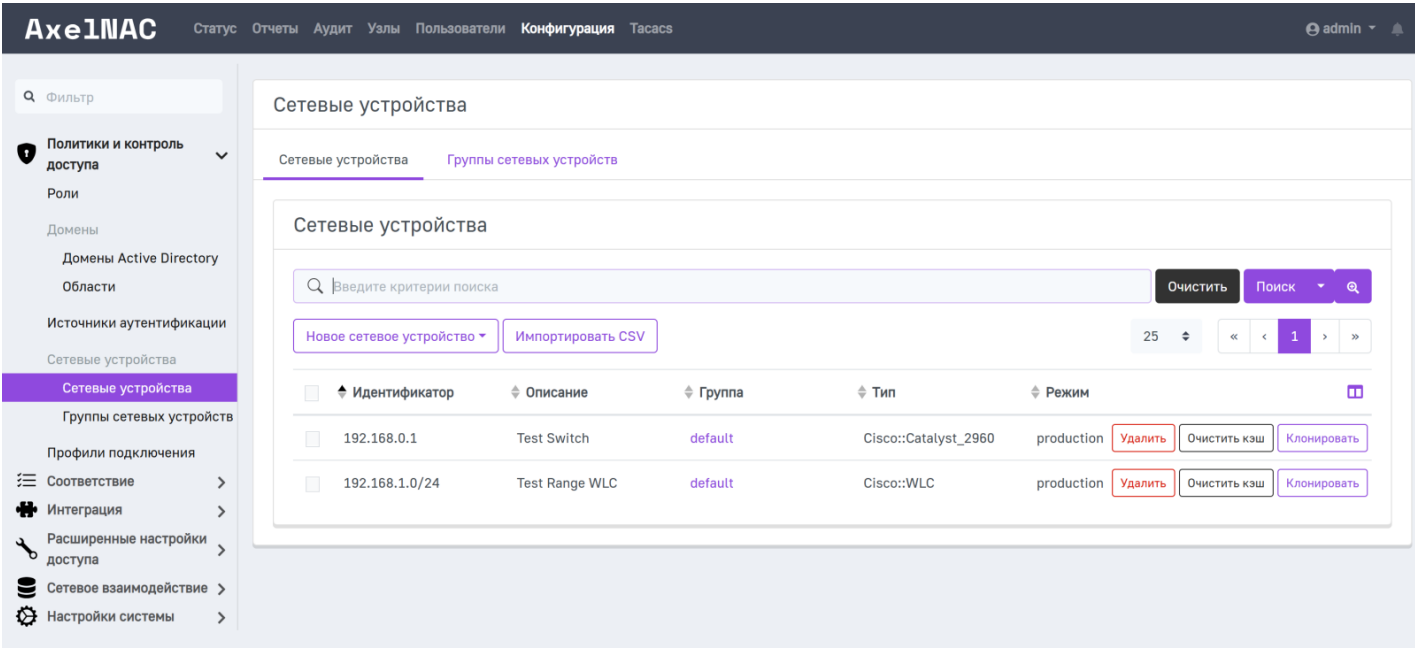 AxelNAC Статус Отчеты Аудит Узлы Пользователи Конфигурация Tacacs admin
Фильтр
Политики и контроль
доступа
Роли
Домены
Домены Active Directory
Области
Источники аутентификации
Сетевые устройства
Сетевые устройства
Группы сетевых устройств
Профили подключения
Соответствие
Интеграция
Расширенные настройки
доступа
Сетевое взаимодействие
Настройки системы
Сетевые устройства
Сетевые устройства Группы сетевых устройств
Сетевые устройства
Введите критерии поиска Очистить Поиск
Новое сетевое устройство Импортировать CSV 25 « ‹ 1 › »
Идентификатор Описание Группа Тип Режим
192.168.0.1 Test Switch default Cisco::Catalyst_2960 production Удалить Очистить кэш Клонировать
192.168.1.0/24 Test Range WLC default Cisco::WLC production Удалить Очистить кэш Клонировать